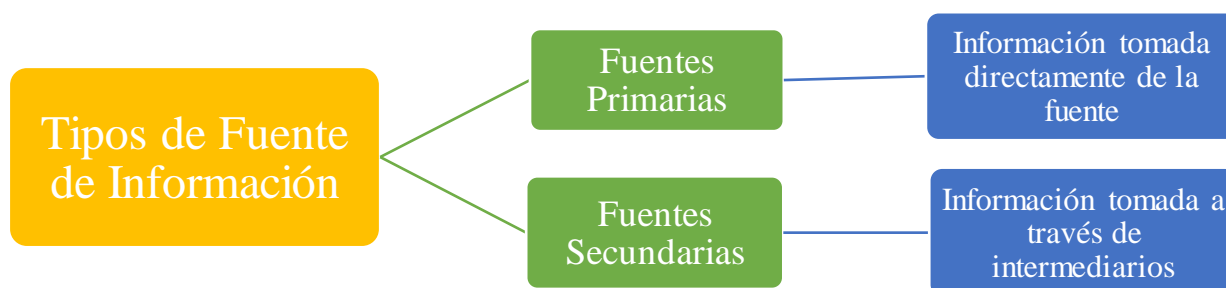 Tipos de Fuente
de Información
Fuentes
Primarias
Información tomada
directamente de la
fuente
Fuentes
Secundarias
Información tomada a
través de
intermediarios